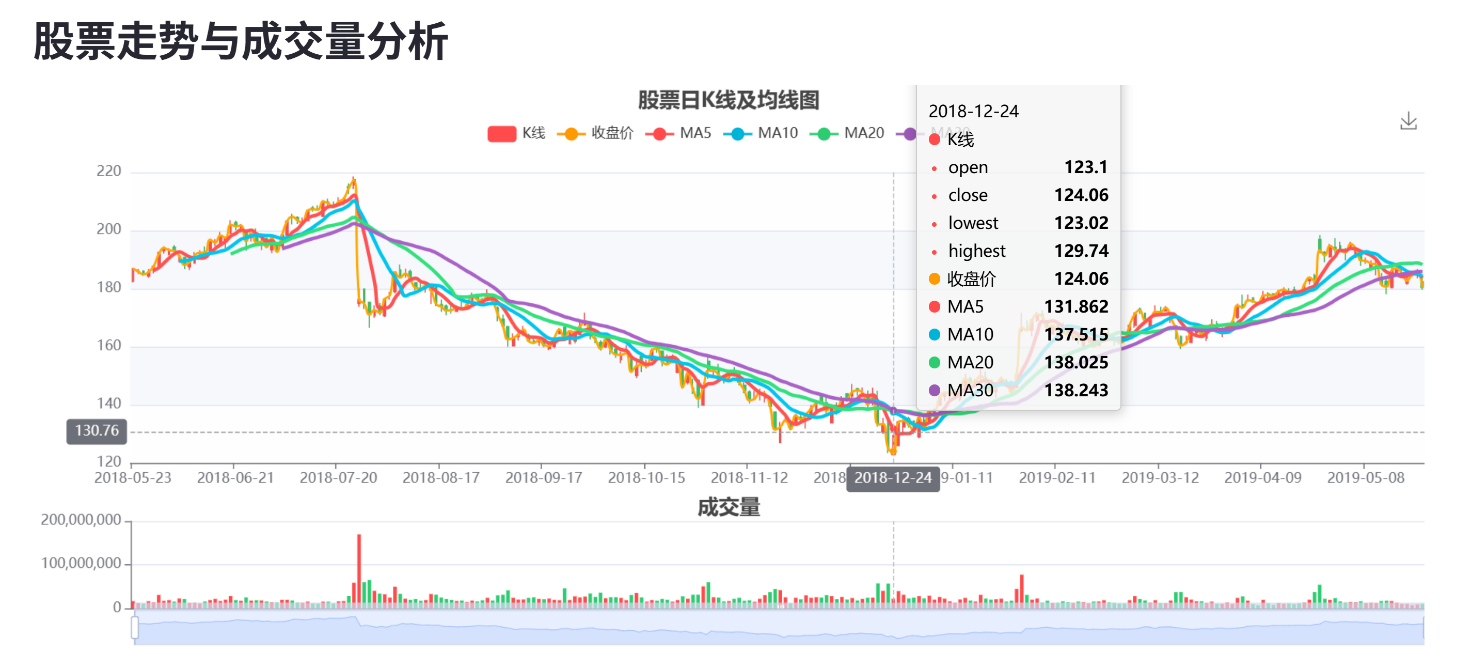 股票走势与成交量分析
股票日K线及均线图
K线 收盘价 MA5 MA10 MA20
2018-12-24
K线
open 123.1
close 124.06
lowest 123.02
highest 129.74
收盘价 124.06
MA5 131.862
MA10 137.515
MA20 138.025
MA30 138.243
220
200
180
160
140
130.76
120
2018-05-23 2018-06-21 2018-07-20 2018-08-17 2018-09-17 2018-10-15 2018-11-12 2018 2018-12-24 9-01-11 2019-02-11 2019-03-12 2019-04-09 2019-05-08
成交量
200,000,000
100,000,000
0